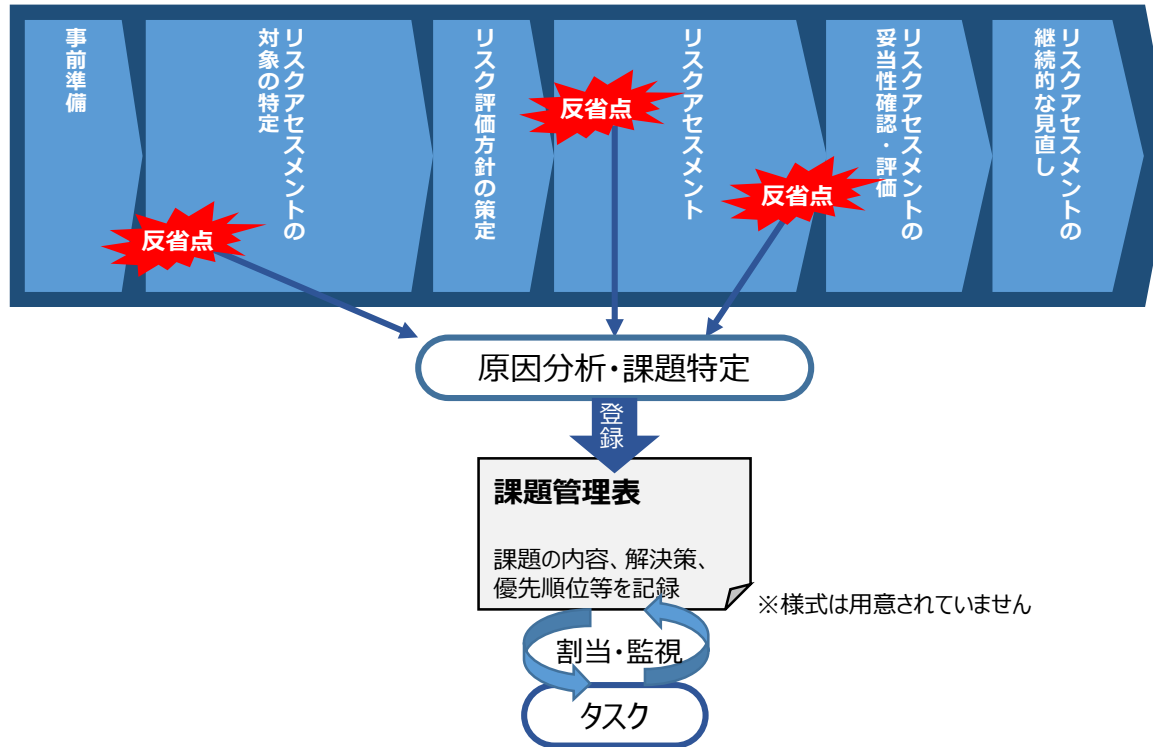 事前準備
リスクアセスメントの
対象の特定
リスク評価方針の策定
リスクアセスメント
リスクアセスメントの
妥当性確認・評価
リスクアセスメントの
継続的な見直し
反省点
反省点
反省点
原因分析・課題特定
登録
課題管理表
課題の内容、解決策、
優先順位等を記録
※様式は用意されていません
割当・監視
タスク